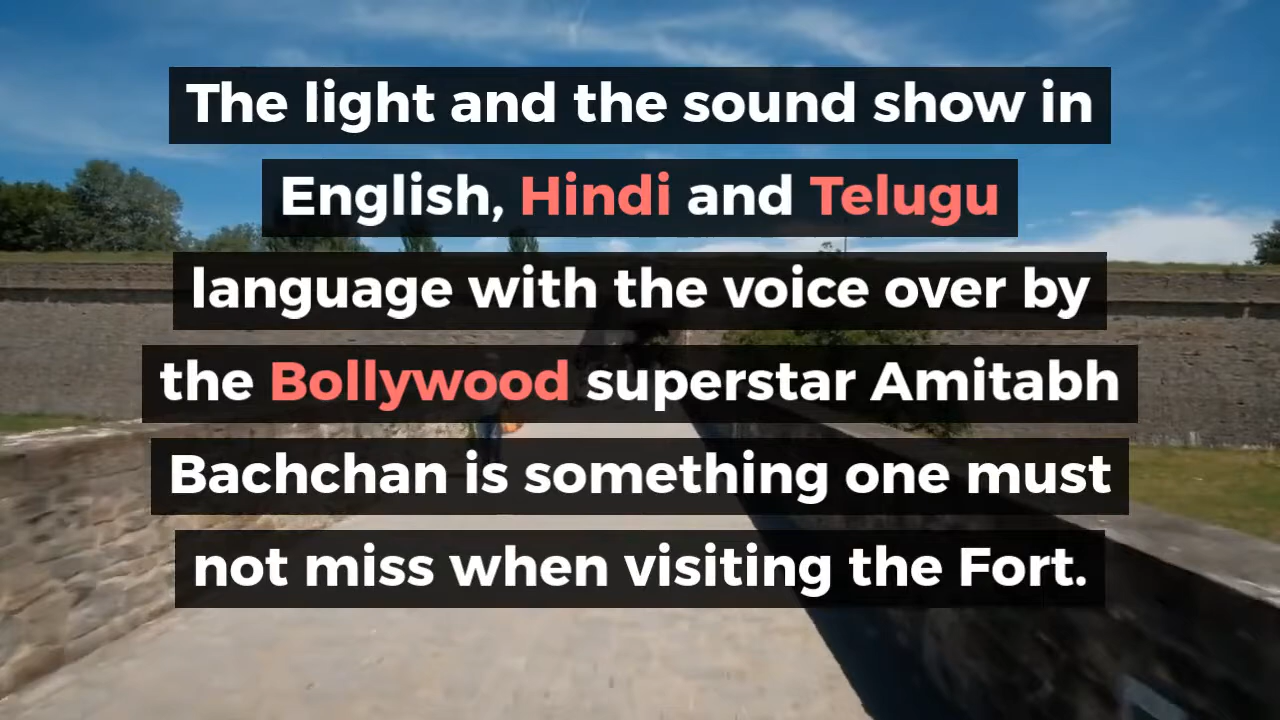 The light and the sound show in
English, Hindi and Telugu
language with the voice over by
the Bollywood superstar Amitabh
Bachchan is something one must
not miss when visiting the Fort.